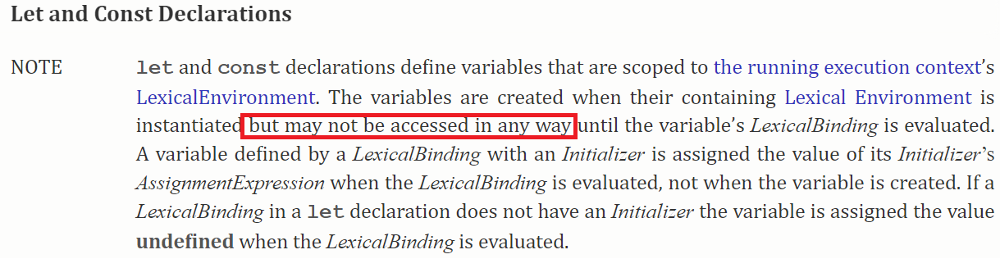 Let and Const Declarations
NOTE let and const declarations define variables that are scoped to the running execution context’s
LexicalEnvironment. The variables are created when their containing Lexical Environment is
instantiated but may not be accessed in any way until the variable’s LexicalBinding is evaluated.
A variable defined by a LexicalBinding with an Initializer is assigned the value of its Initializer’s
AssignmentExpression when the LexicalBinding is evaluated, not when the variable is created. If a
LexicalBinding in a let declaration does not have an Initializer the variable is assigned the value
undefined when the LexicalBinding is evaluated.